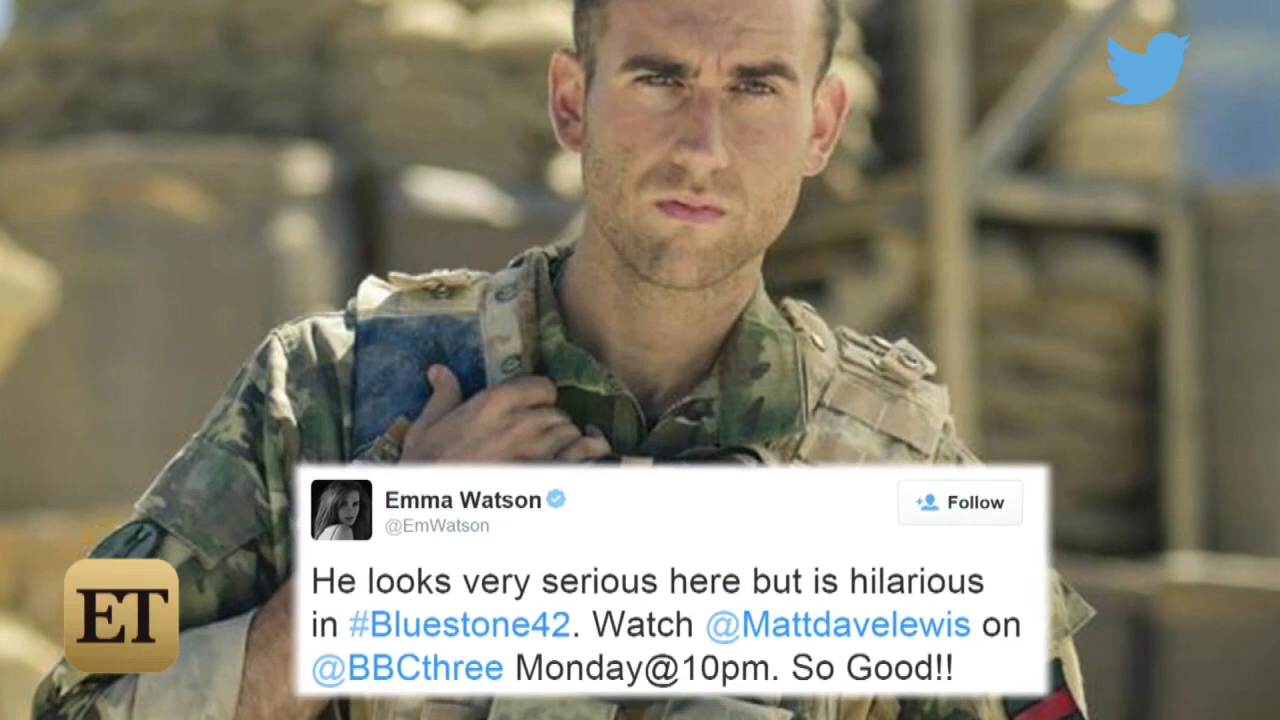 Emma Watson
@EmWatson
Follow
He looks very serious here but is hilarious
in #Bluestone42. Watch @Mattdavelewis on
@BBCthree Monday@10pm. So Good!!
ET